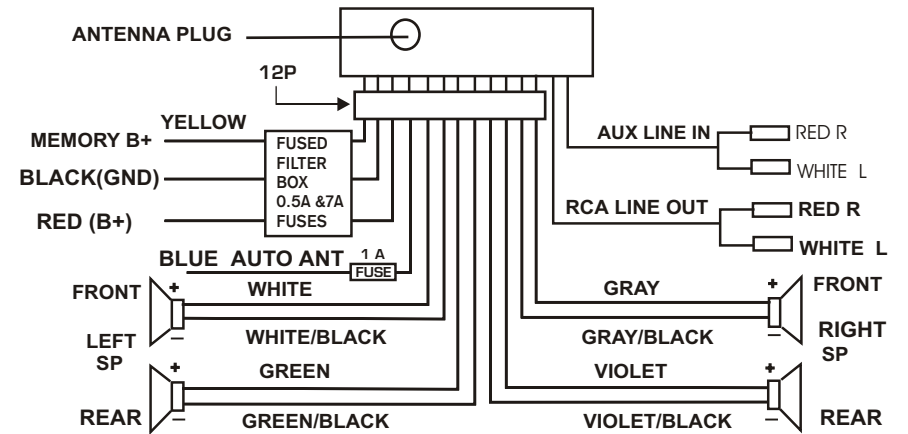 ANTENNA PLUG
12P
YELLOW
MEMORY B+
BLACK(GND)
RED (B+)
FUSED
FILTER
BOX
0.5A &7A
FUSES
BLUE AUTO ANT
1 A
FUSE
AUX LINE IN
RED R
WHITE L
RCA LINE OUT
RED R
WHITE L
FRONT
+
WHITE
–
WHITE/BLACK
LEFT
SP
+
GREEN
REAR
–
GREEN/BLACK
GRAY
+
FRONT
GRAY/BLACK
–
RIGHT
SP
VIOLET
+
VIOLET/BLACK
–
REAR